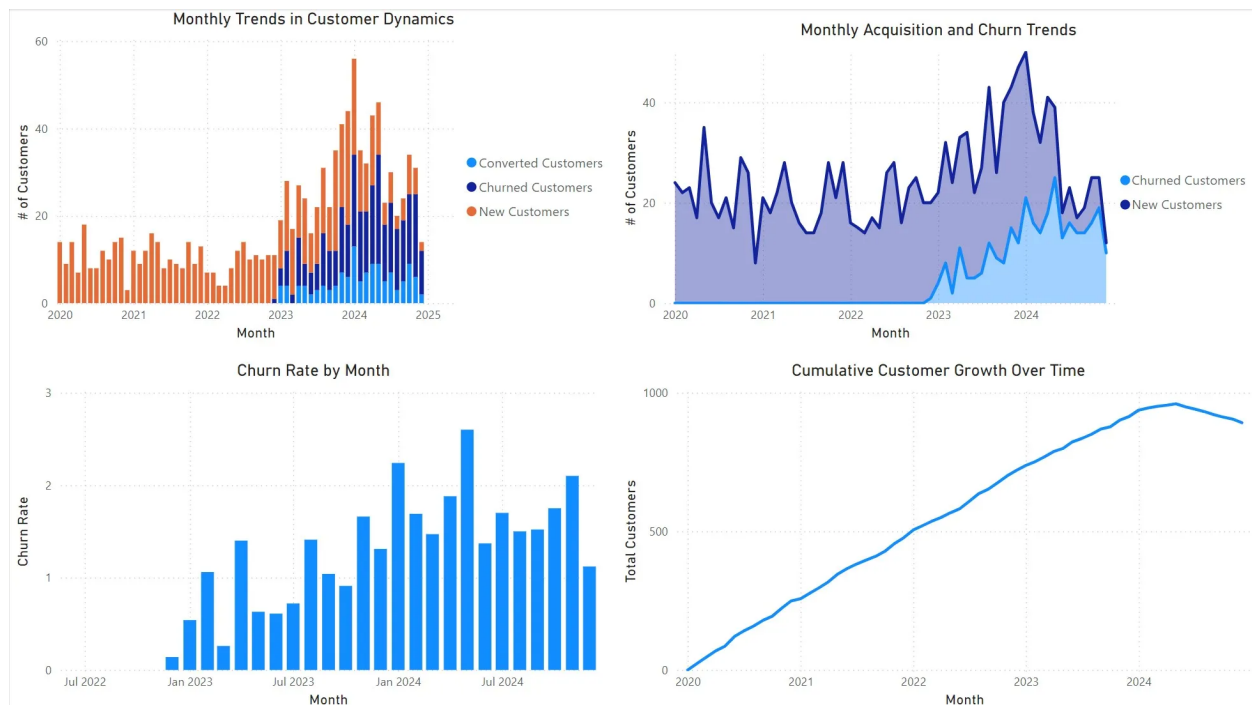 Monthly Trends in Customer Dynamics
60
40
20
0
# of Customers
2020 2021 2022 2023 2024 2025
Month
Converted Customers
Churned Customers
New Customers
Monthly Acquisition and Churn Trends
40
20
0
# of Customers
2020 2021 2022 2023 2024
Month
Churned Customers
New Customers
Churn Rate by Month
3
2
1
0
Churn Rate
Jul 2022 Jan 2023 Jul 2023 Jan 2024 Jul 2024
Month
Cumulative Customer Growth Over Time
1000
500
0
Total Customers
2020 2021 2022 2023 2024
Month